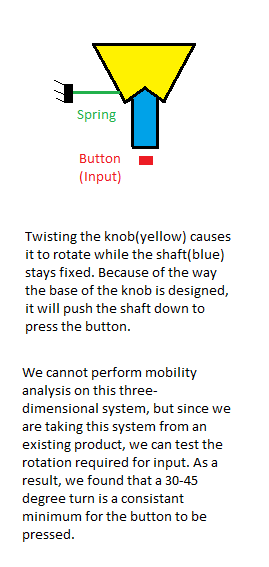 Spring
Button
(Input)
Twisting the knob(yellow) causes
it to rotate while the shaft(blue)
stays fixed. Because of the way
the base of the knob is designed,
it will push the shaft down to
press the button.
We cannot perform mobility
analysis on this three-
dimensional system, but since we
are taking this system from an
existing product, we can test the
rotation required for input. As a
result, we found that a 30-45
degree turn is a consistant
minimum for the button to be
pressed.